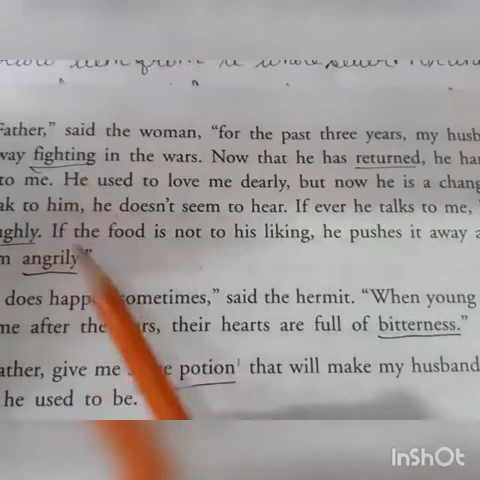 Father," said the woman, "for the past three years, my husb
way fighting in the wars. Now that he has returned, he har
to me. He used to love me dearly, but now he is a chang
ak to him, he doesn't seem to hear. If ever he talks to me,
ughly. If the food is not to his liking, he pushes it away a
m angrily."
does happ sometimes," said the hermit. "When young
me after the rs, their hearts are full of bitterness."
ather, give me e potion¹ that will make my husband
he used to be.
InShOt